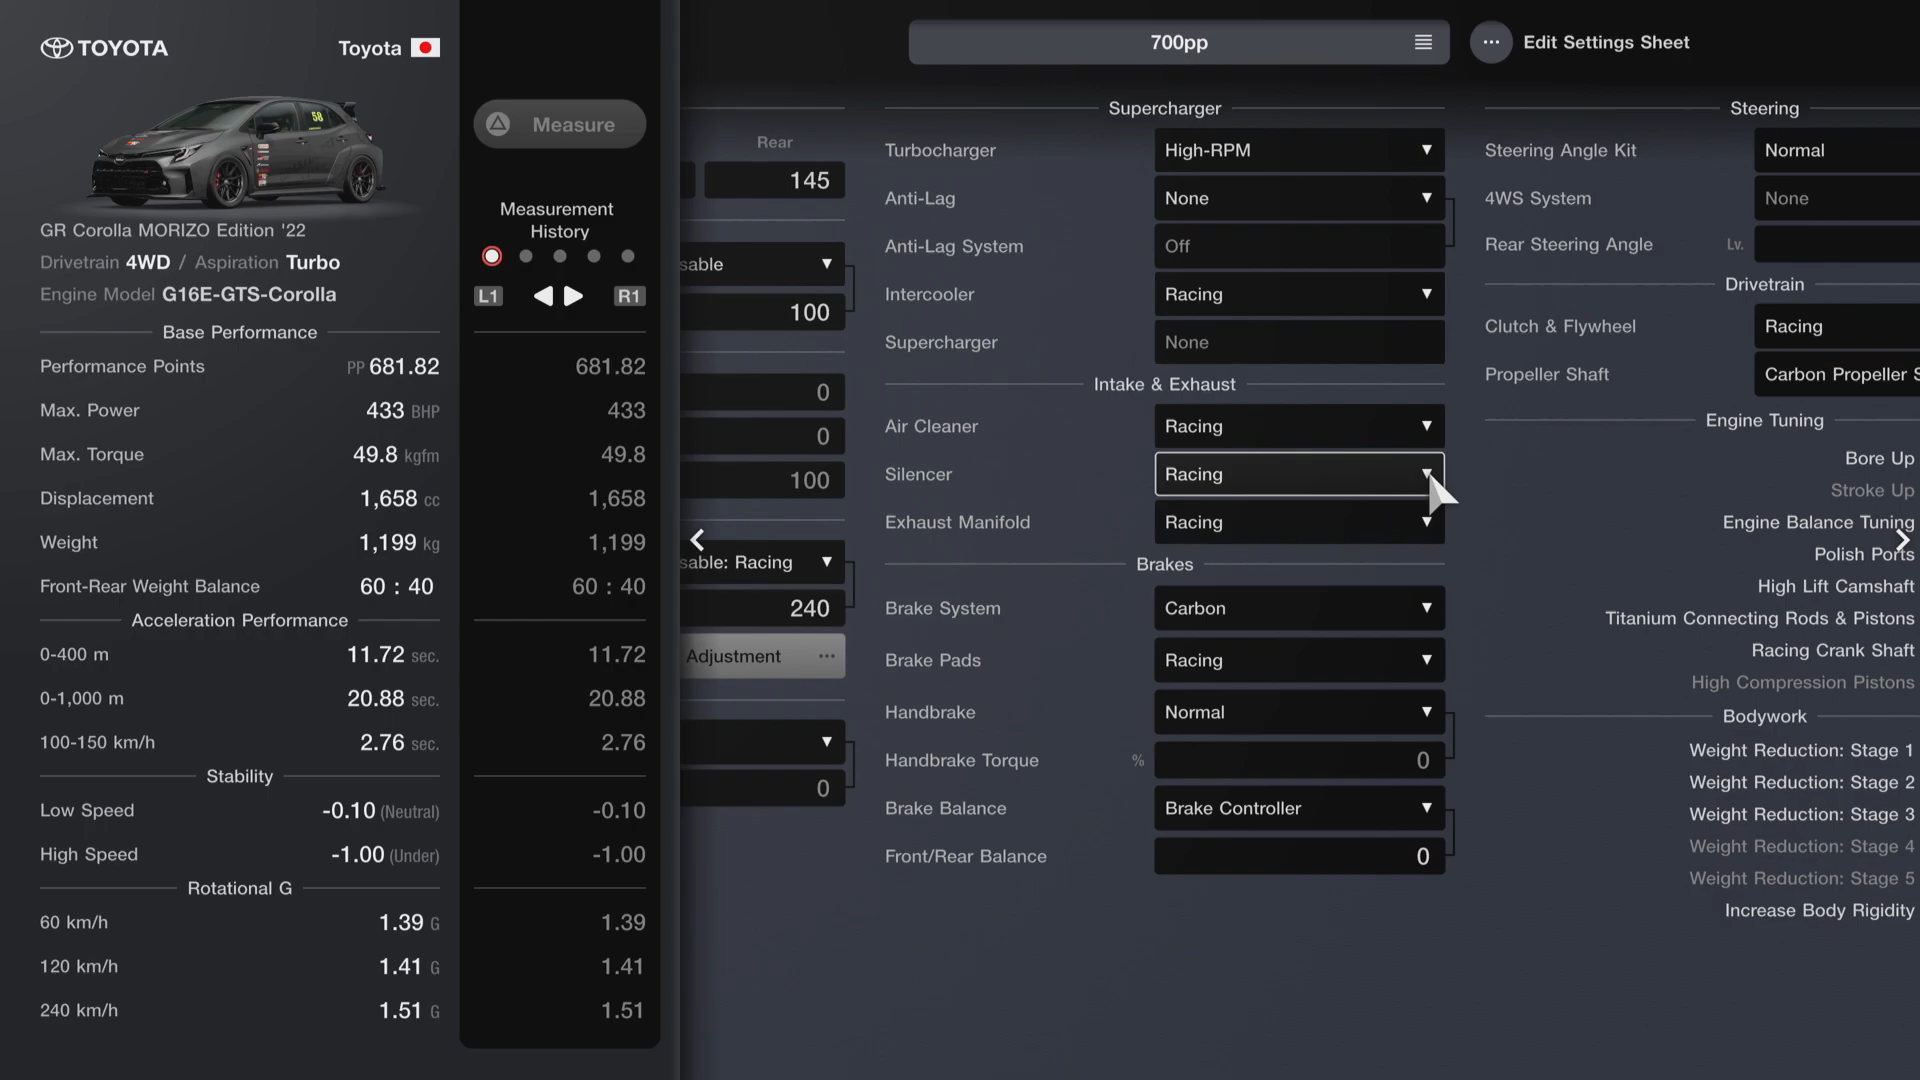 TOYOTA
Toyota
58
GR Corolla MORIZO Edition '22
Drivetrain 4WD / Aspiration Turbo
Engine Model G16E-GTS-Corolla
Base Performance
Performance Points PP 681.82
Max. Power 433 BHP
Max. Torque 49.8 kgfm
Displacement 1,658 cc
Weight 1,199 kg
Front-Rear Weight Balance 60 : 40
Acceleration Performance
0-400 m 11.72 sec.
0-1,000 m 20.88 sec.
100-150 km/h 2.76 sec.
Stability
Low Speed -0.10 (Neutral)
High Speed -1.00 (Under)
Rotational G
60 km/h 1.39 G
120 km/h 1.41 G
240 km/h 1.51 G
Measure
Measurement
History
L1 R1
681.82
433
49.8
1,658
1,199
60 : 40
11.72
20.88
2.76
-0.10
-1.00
1.39
1.41
1.51
700pp
Edit Settings Sheet
Rear
145
sable
100
0
0
100
sable: Racing
240
Adjustment
0
Supercharger
Turbocharger High-RPM
Anti-Lag None
Anti-Lag System Off
Intercooler Racing
Supercharger None
Intake & Exhaust
Air Cleaner Racing
Silencer Racing
Exhaust Manifold Racing
Brakes
Brake System Carbon
Brake Pads Racing
Handbrake Normal
Handbrake Torque % 0
Brake Balance Brake Controller
Front/Rear Balance 0
Steering
Steering Angle Kit Normal
4WS System None
Rear Steering Angle Lv.
Drivetrain
Clutch & Flywheel Racing
Propeller Shaft Carbon Propeller S
Engine Tuning
Bore Up
Stroke Up
Engine Balance Tuning
Polish Ports
High Lift Camshaft
Titanium Connecting Rods & Pistons
Racing Crank Shaft
High Compression Pistons
Bodywork
Weight Reduction: Stage 1
Weight Reduction: Stage 2
Weight Reduction: Stage 3
Weight Reduction: Stage 4
Weight Reduction: Stage 5
Increase Body Rigidity